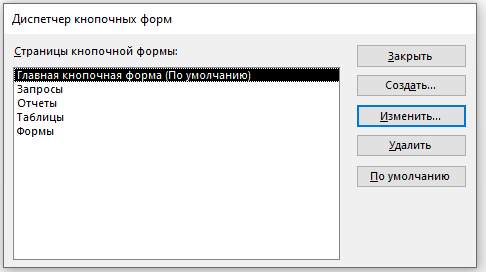 Диспетчер кнопочных форм
Страницы кнопочной формы:
Главная кнопочная форма (По умолчанию)
Запросы
Отчеты
Таблицы
Формы
Закрыть
Создать...
Изменить...
Удалить
По умолчанию